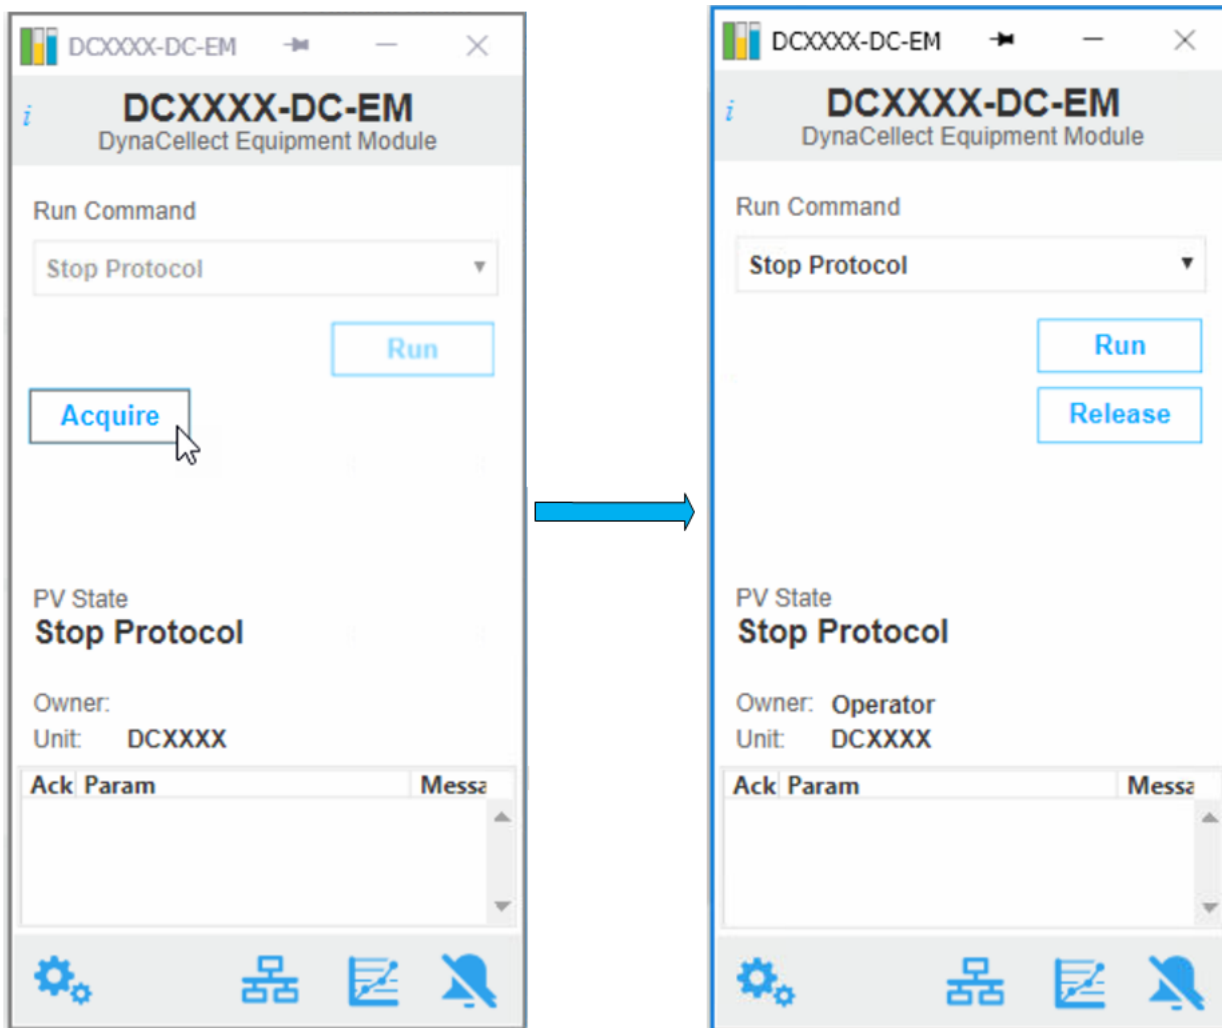 DCXXXX-DC-EM
i
DCXXXX-DC-EM
DynaCellect Equipment Module
Run Command
Stop Protocol
Run
Acquire
PV State
Stop Protocol
Owner:
Unit: DCXXXX
Ack Param Messa
DCXXXX-DC-EM
i
DCXXXX-DC-EM
DynaCellect Equipment Module
Run Command
Stop Protocol
Run
Release
PV State
Stop Protocol
Owner: Operator
Unit: DCXXXX
Ack Param Messa